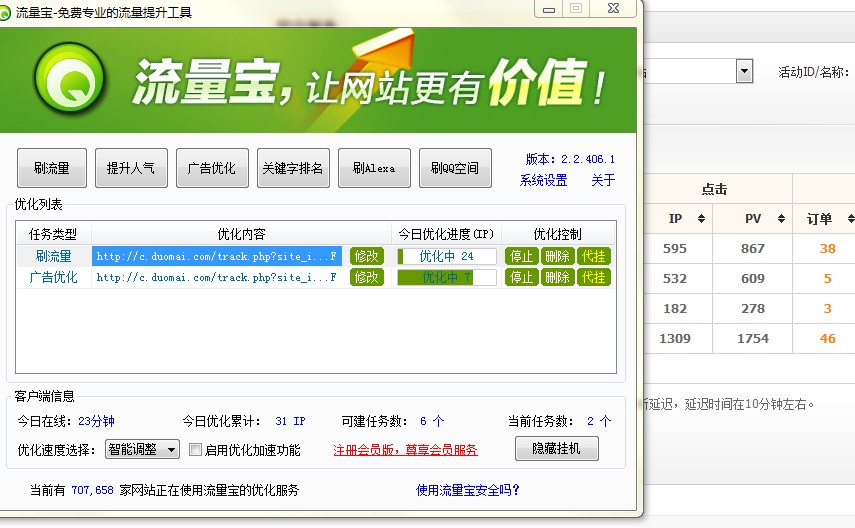 流量宝-免费专业的流量提升工具
流量宝，让网站更有价值！
刷流量 提升人气 广告优化 关键字排名 刷Alexa 刷QQ空间
版本：2.2.406.1
系统设置 关于
优化列表
任务类型 优化内容 今日优化进度(IP) 优化控制
刷流量 http://c.duomai.com/track.php?site_i...F 修改 优化中 24 停止 删除 代挂
广告优化 http://c.duomai.com/track.php?site_i...F 修改 优化中 7 停止 删除 代挂
客户端信息
今日在线：23分钟 今日优化累计： 31 IP 可建任务数： 6 个 当前任务数： 2 个
优化速度选择： 智能调整 启用优化加速功能 注册会员版，尊享会员服务 隐藏挂机
当前有 707,658 家网站正在使用流量宝的优化服务 使用流量宝安全吗？
活动ID/名称：
点击
IP PV 订单
595 867 38
532 609 5
182 278 3
1309 1754 46
延迟，延迟时间在10分钟左右。